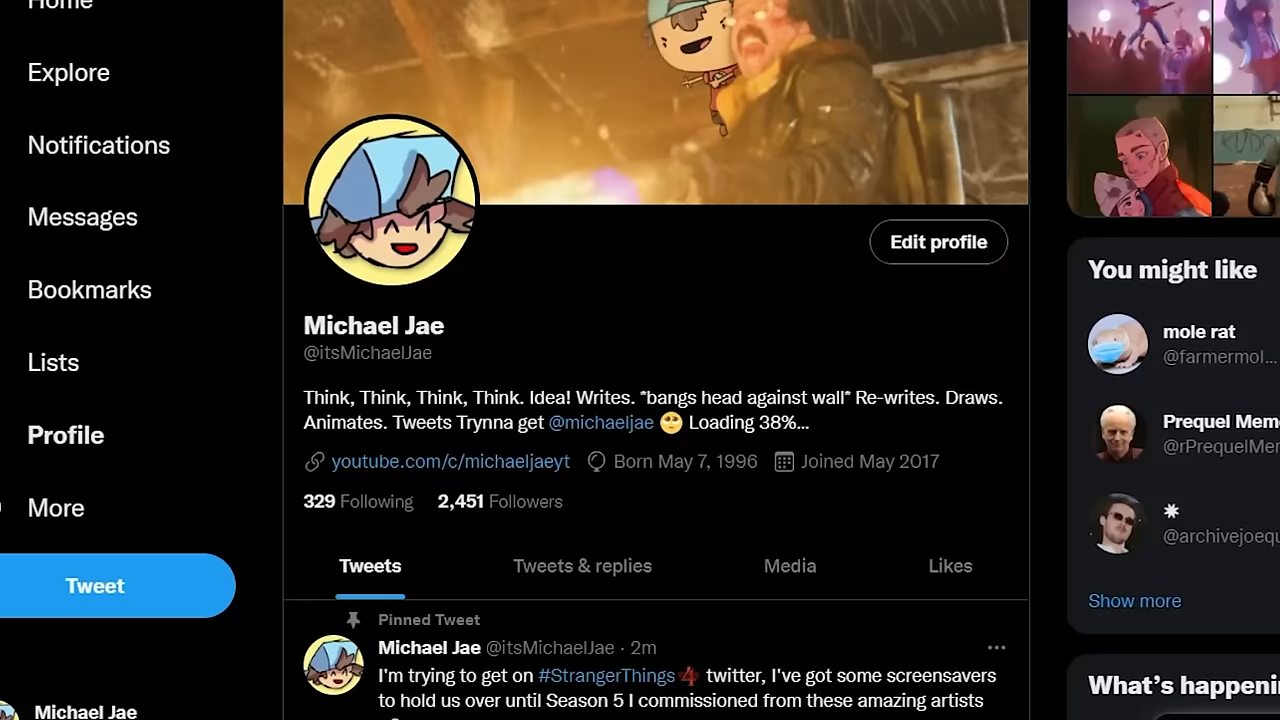 Home
Explore
Notifications
Messages
Bookmarks
Lists
Profile
More
Tweet
Michael Jae
Edit profile
Michael Jae
@itsMichaelJae
Think, Think, Think, Think. Idea! Writes. *bangs head against wall* Re-writes. Draws.
Animates. Tweets Trynna get @michaeljae 🥺 Loading 38%...
youtube.com/c/michaeljaeyt Born May 7, 1996 Joined May 2017
329 Following 2,451 Followers
Tweets Tweets & replies Media Likes
Pinned Tweet
Michael Jae @itsMichaelJae · 2m
I'm trying to get on #StrangerThings4 twitter, I've got some screensavers
to hold us over until Season 5 I commissioned from these amazing artists
You might like
mole rat
@farmermol...
Prequel Mem
@rPrequelMer
@archivejoequ
Show more
What's happeni